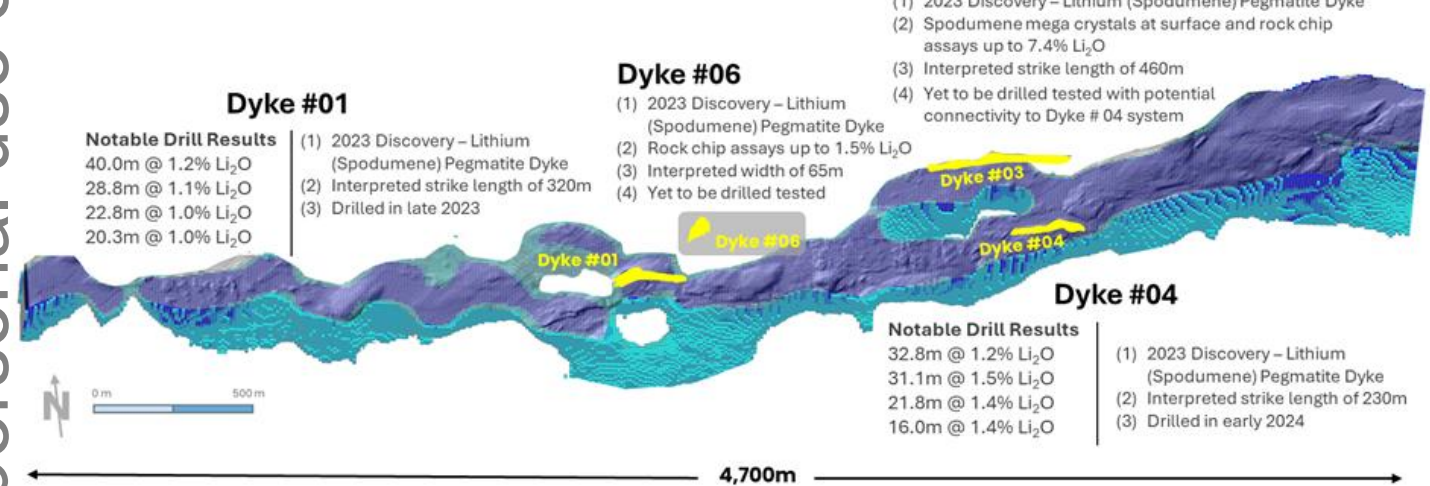 (1) 2023 Discovery – Lithium (Spodumene) Pegmatite Dyke
(2) Spodumene mega crystals at surface and rock chip
assays up to 7.4% Li₂O
(3) Interpreted strike length of 460m
(4) Yet to be drilled tested with potential
connectivity to Dyke # 04 system
Dyke #06
(1) 2023 Discovery – Lithium
(Spodumene) Pegmatite Dyke
(2) Rock chip assays up to 1.5% Li₂O
(3) Interpreted width of 65m
(4) Yet to be drilled tested
Dyke #01
Notable Drill Results
40.0m @ 1.2% Li₂O
28.8m @ 1.1% Li₂O
22.8m @ 1.0% Li₂O
20.3m @ 1.0% Li₂O
(1) 2023 Discovery – Lithium
(Spodumene) Pegmatite Dyke
(2) Interpreted strike length of 320m
(3) Drilled in late 2023
Dyke #03
Dyke #06
Dyke #04
Dyke #01
Dyke #04
Notable Drill Results
32.8m @ 1.2% Li₂O
31.1m @ 1.5% Li₂O
21.8m @ 1.4% Li₂O
16.0m @ 1.4% Li₂O
(1) 2023 Discovery – Lithium
(Spodumene) Pegmatite Dyke
(2) Interpreted strike length of 230m
(3) Drilled in early 2024
N
0 m 500 m
4,700m